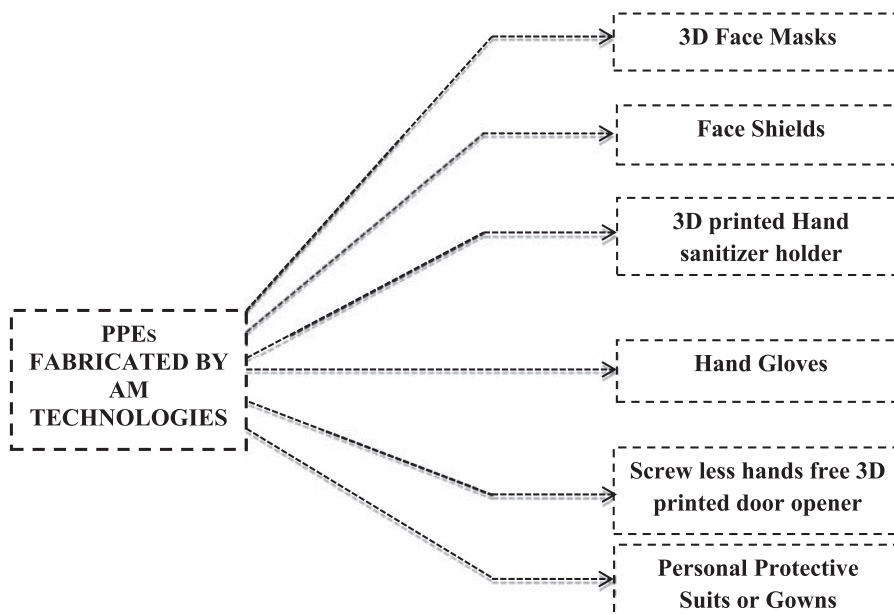 3D Face Masks
Face Shields
3D printed Hand
sanitizer holder
PPEs
FABRICATED BY
AM
TECHNOLOGIES
Hand Gloves
Screw less hands free 3D
printed door opener
Personal Protective
Suits or Gowns